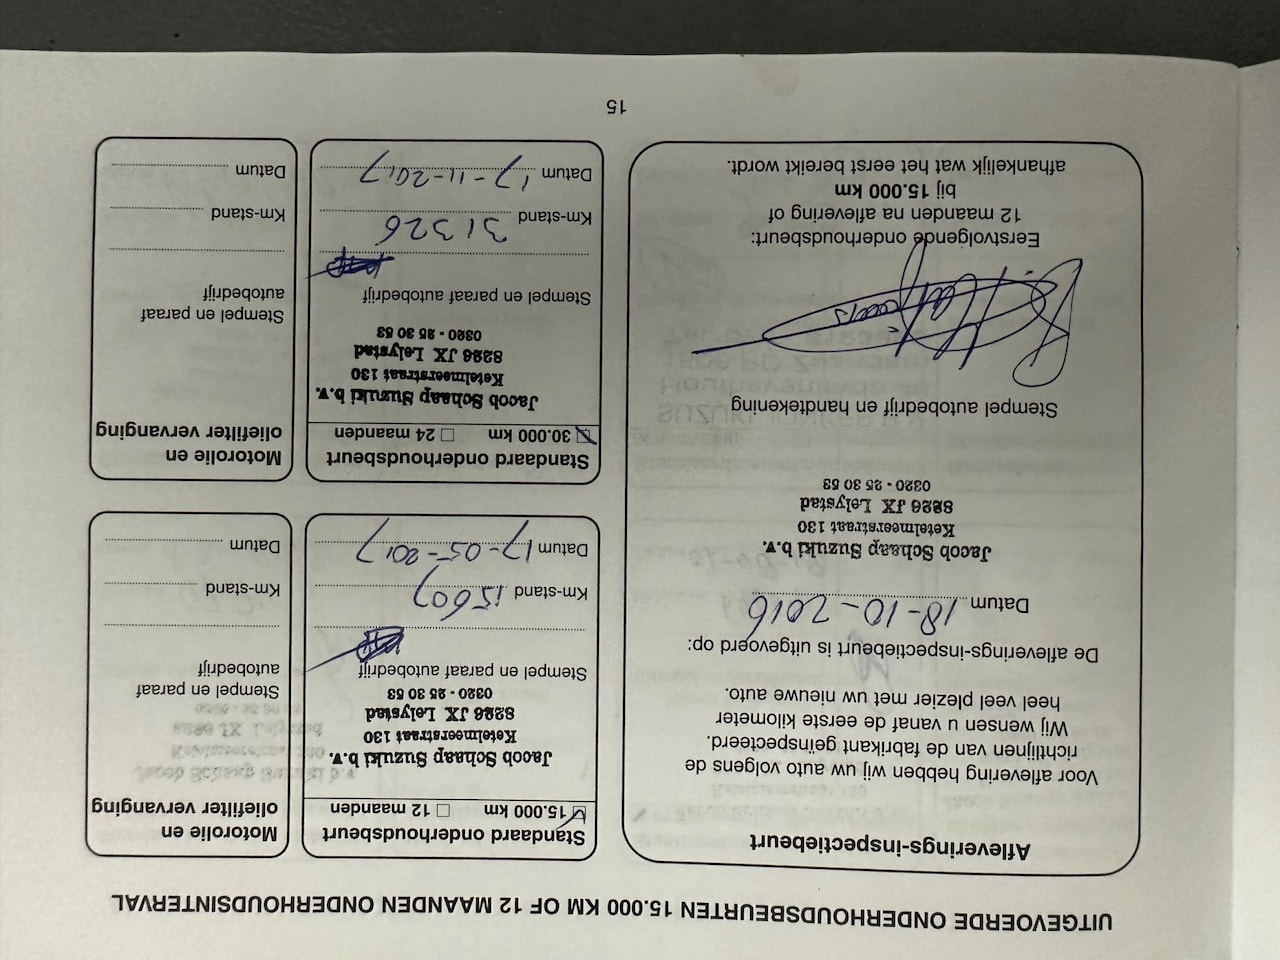 UITGEVOERDE ONDERHOUDSBEURTEN 15.000 KM OF 12 MAANDEN ONDERHOUDSINTERVAL
Afleverings-inspectiebeurt
Voor aflevering hebben wij uw auto volgens de
richtlijnen van de fabrikant geïnspecteerd.
Wij wensen u vanaf de eerste kilometer
heel veel plezier met uw nieuwe auto.
De afleverings-inspectiebeurt is uitgevoerd op:
Datum 18-10-2016
Jacob Schaap Suzuki b.v.
Ketelmeerstraat 130
8226 JX Lelystad
0320 - 25 30 53
Stempel autobedrijf en handtekening
Eerstvolgende onderhoudsbeurt:
12 maanden na aflevering of
bij 15.000 km
afhankelijk wat het eerst bereikt wordt.
Standaard onderhoudsbeurt
15.000 km 12 maanden
Jacob Schaap Suzuki b.v.
Ketelmeerstraat 130
8226 JX Lelystad
0320 - 25 30 53
Stempel en paraaf autobedrijf
Km-stand 15607
Datum 17-05-2017
Motorolie en
oliefilter vervanging
Stempel en paraaf
autobedrijf
Km-stand
Datum
Standaard onderhoudsbeurt
30.000 km 24 maanden
Jacob Schaap Suzuki b.v.
Ketelmeerstraat 130
8226 JX Lelystad
0320 - 25 30 53
Stempel en paraaf autobedrijf
Km-stand 31326
Datum 17-11-2017
Motorolie en
oliefilter vervanging
Stempel en paraaf
autobedrijf
Km-stand
Datum
15